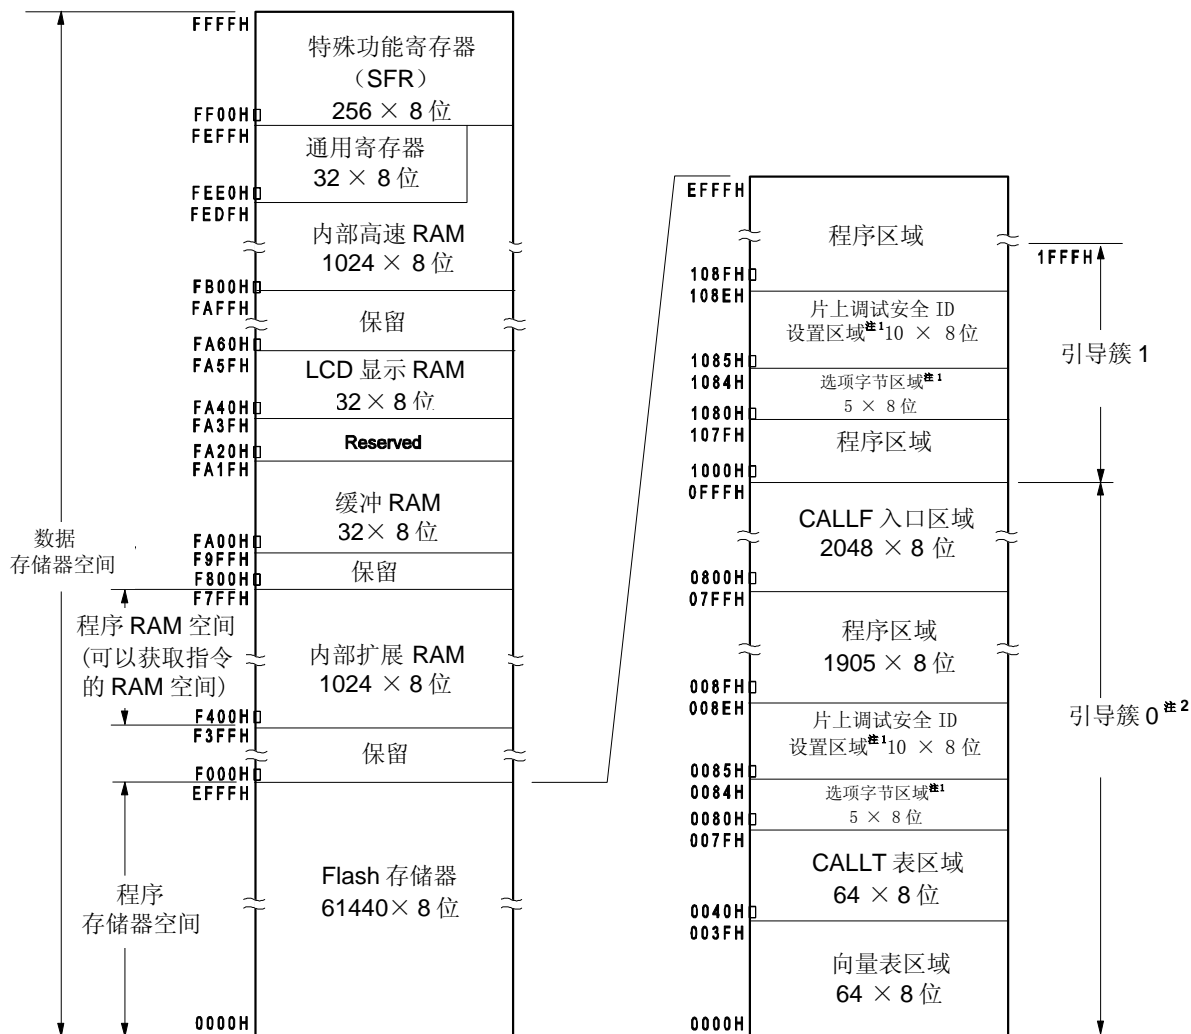 FFFFH
特殊功能寄存器
（SFR）
256 × 8 位
FF00H
FEFFH
通用寄存器
32 × 8 位
FEE0H
FEDFH
内部高速 RAM
1024 × 8 位
FB00H
FAFFH
保留
FA60H
FA5FH
LCD 显示 RAM
32 × 8 位
FA40H
FA3FH
Reserved
FA20H
FA1FH
缓冲 RAM
32× 8 位
FA00H
F9FFH
保留
F800H
F7FFH
数据
存储器空间
程序 RAM 空间
(可以获取指令
的 RAM 空间)
内部扩展 RAM
1024 × 8 位
F400H
F3FFH
保留
F000H
EFFFH
程序
存储器空间
Flash 存储器
61440× 8 位
0000H
EFFFH
程序区域
1FFFH
108FH
108EH
片上调试安全 ID
设置区域注1 10 × 8 位
1085H
1084H
选项字节区域注1
5 × 8 位
1080H
107FH
程序区域
1000H
引导簇 1
0FFFH
CALLF 入口区域
2048 × 8 位
0800H
07FFH
程序区域
1905 × 8 位
008FH
008EH
片上调试安全 ID
设置区域注1 10 × 8 位
引导簇 0 注2
0085H
0084H
选项字节区域注1
5 × 8 位
0080H
007FH
CALLT 表区域
64 × 8 位
0040H
003FH
向量表区域
64 × 8 位
0000H